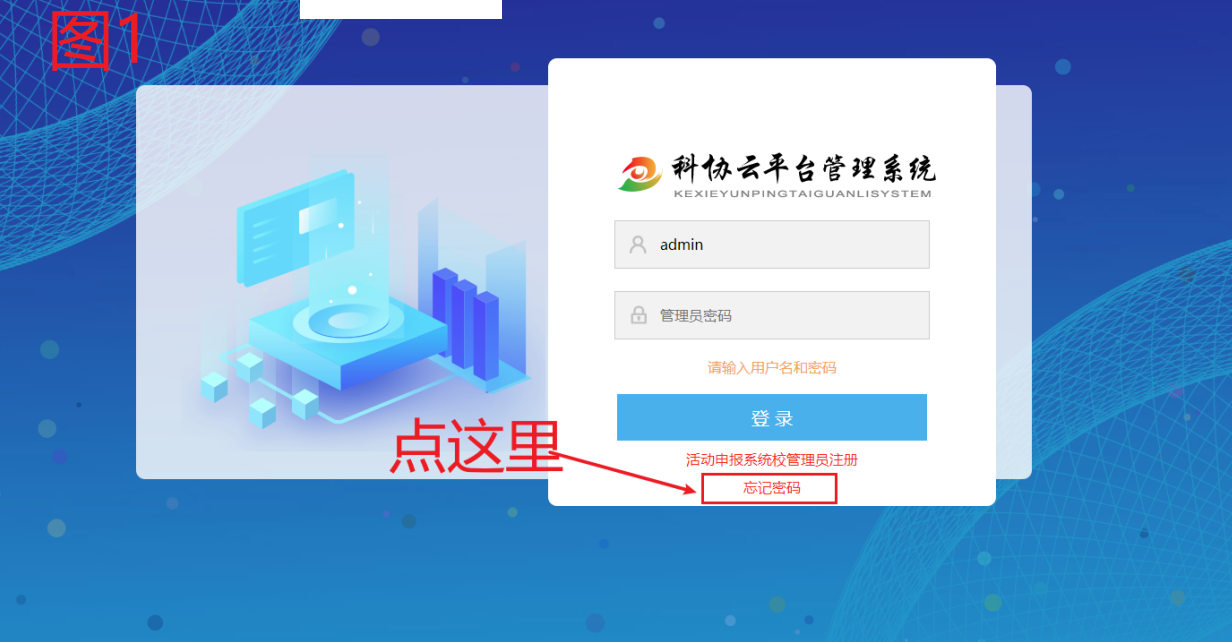 图1
科协云平台管理系统
KEXIEYUNPINGTAIGUANLISYSTEM
admin
管理员密码
请输入用户名和密码
登录
点这里
活动申报系统校管理员注册
忘记密码